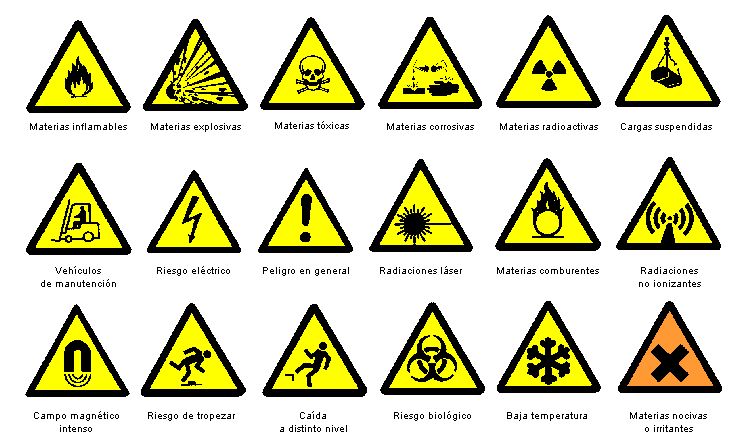 Materias inflamables
Materias explosivas
Materias tóxicas
Materias corrosivas
Materias radioactivas
Cargas suspendidas
Vehículos
de manutención
Riesgo eléctrico
Peligro en general
Radiaciones láser
Materias comburentes
Radiaciones
no ionizantes
Campo magnético
intenso
Riesgo de tropezar
Caída
a distinto nivel
Riesgo biológico
Baja temperatura
Materias nocivas
o irritantes